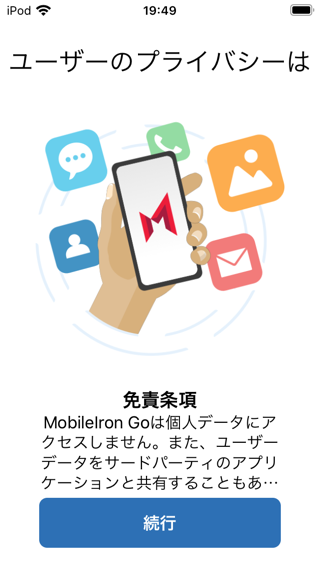 iPod 19:49
ユーザーのプライバシーは
免責条項
MobileIron Goは個人データにア
クセスしません。また、ユーザー
データをサードパーティのアプリ
ケーションと共有することもあ…
続行